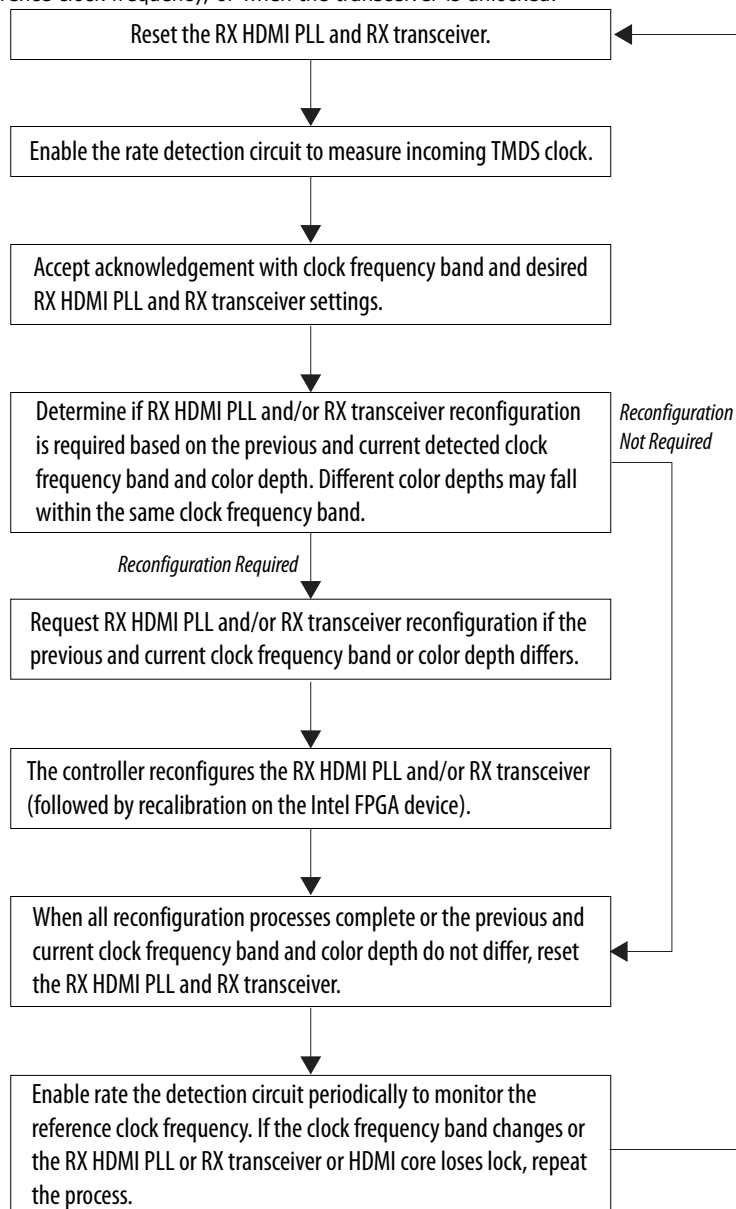 Reset the RX HDMI PLL and RX transceiver.
Enable the rate detection circuit to measure incoming TMDS clock.
Accept acknowledgement with clock frequency band and desired
RX HDMI PLL and RX transceiver settings.
Determine if RX HDMI PLL and/or RX transceiver reconfiguration
is required based on the previous and current detected clock
frequency band and color depth. Different color depths may fall
within the same clock frequency band.
Reconfiguration
Not Required
Reconfiguration Required
Request RX HDMI PLL and/or RX transceiver reconfiguration if the
previous and current clock frequency band or color depth differs.
The controller reconfigures the RX HDMI PLL and/or RX transceiver
(followed by recalibration on the Intel FPGA device).
When all reconfiguration processes complete or the previous and
current clock frequency band and color depth do not differ, reset
the RX HDMI PLL and RX transceiver.
Enable rate the detection circuit periodically to monitor the
reference clock frequency. If the clock frequency band changes or
the RX HDMI PLL or RX transceiver or HDMI core loses lock, repeat
the process.